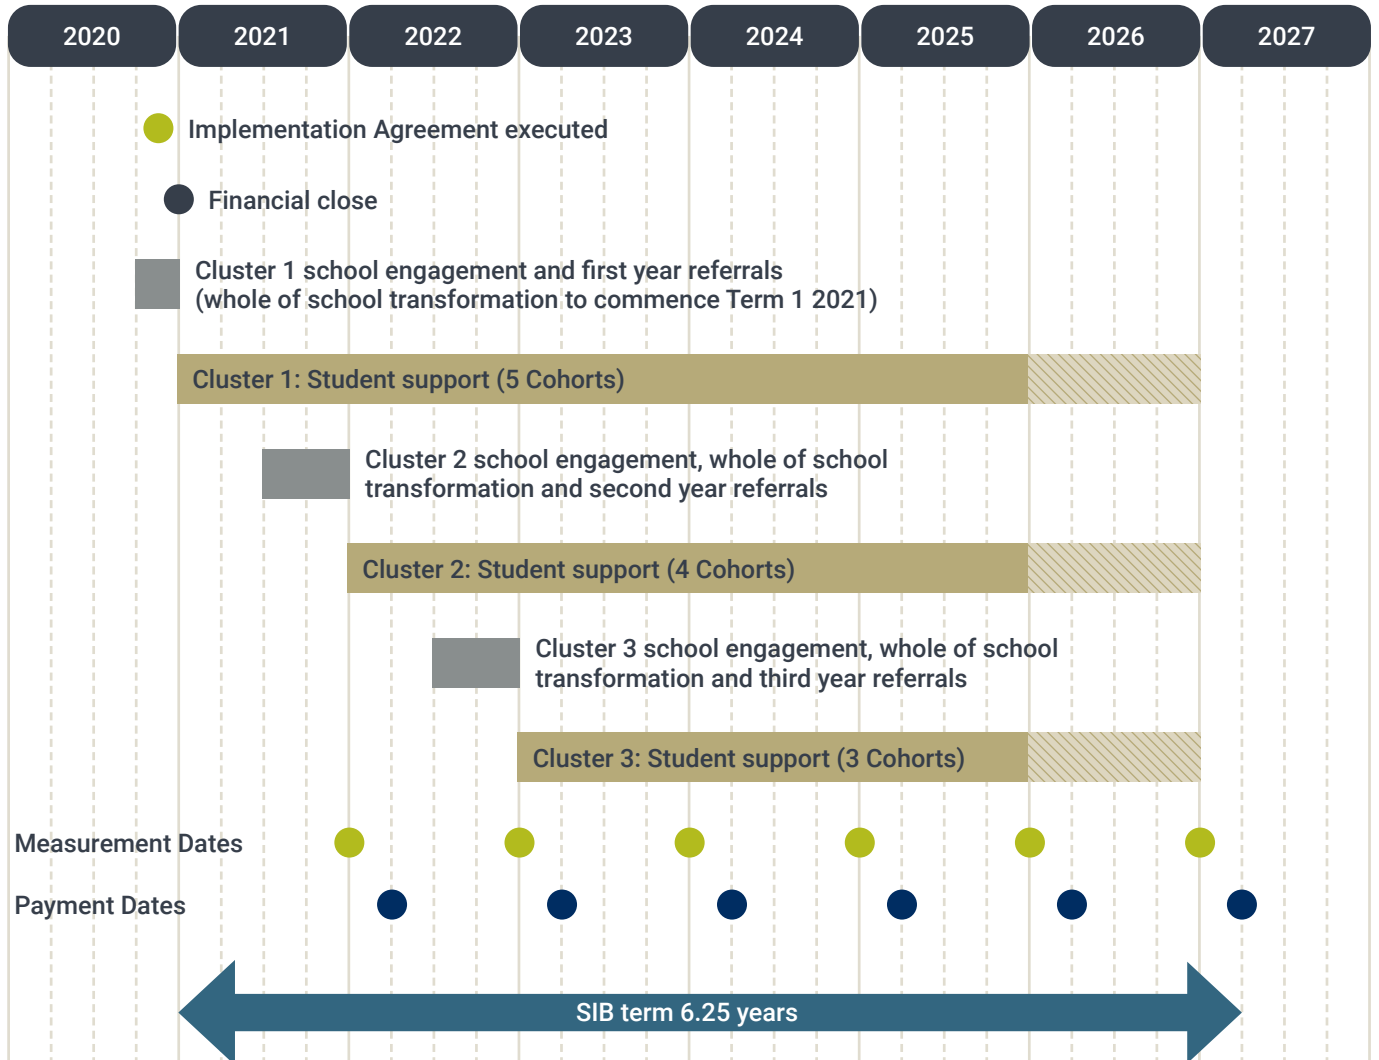 2020 2021 2022 2023 2024 2025 2026 2027
Implementation Agreement executed
Financial close
Cluster 1 school engagement and first year referrals
(whole of school transformation to commence Term 1 2021)
Cluster 1: Student support (5 Cohorts)
Cluster 2 school engagement, whole of school
transformation and second year referrals
Cluster 2: Student support (4 Cohorts)
Cluster 3 school engagement, whole of school
transformation and third year referrals
Cluster 3: Student support (3 Cohorts)
Measurement Dates
Payment Dates
SIB term 6.25 years